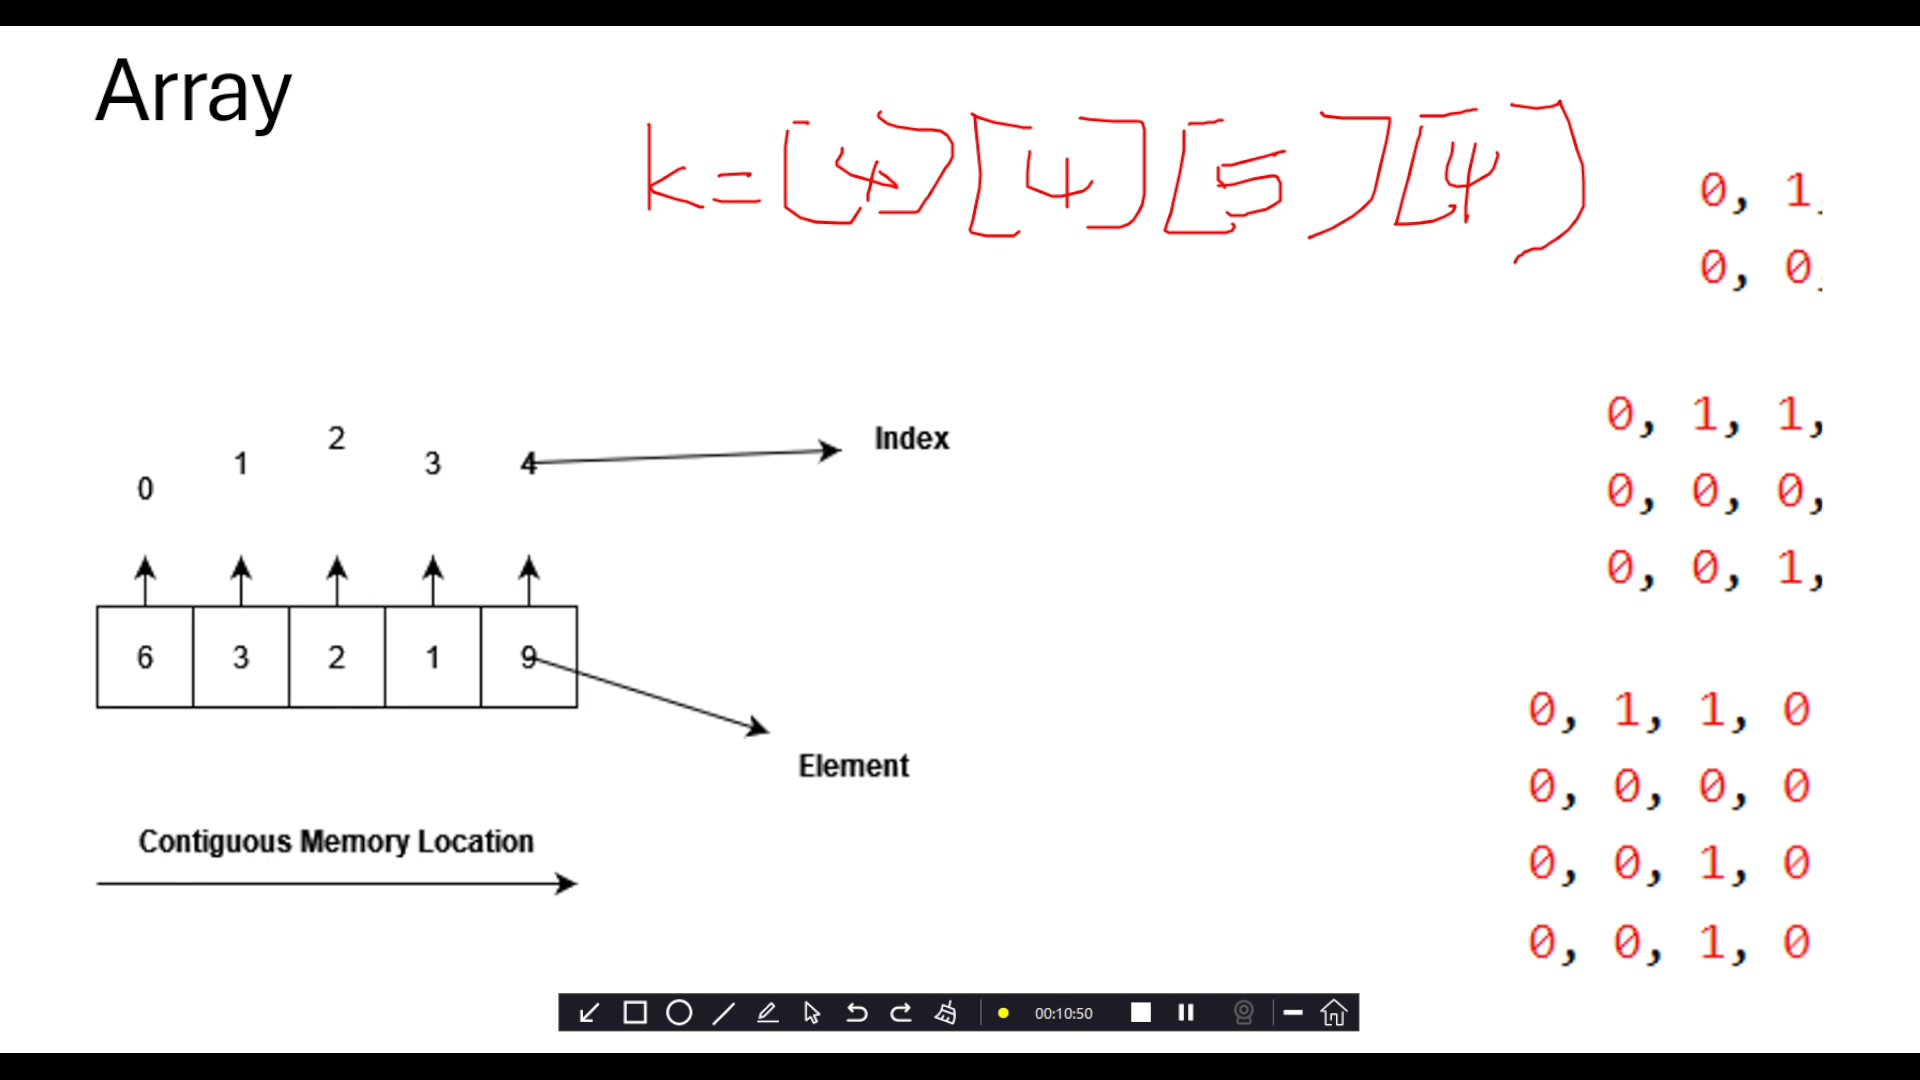 Array
k=[4][4][5][4]
0, 1,
0, 0,
0 1 2 3 4 Index
0, 1, 1,
0, 0, 0,
0, 0, 1,
6 3 2 1 9
Element
0, 1, 1, 0
0, 0, 0, 0
0, 0, 1, 0
0, 0, 1, 0
Contiguous Memory Location
00:10:50